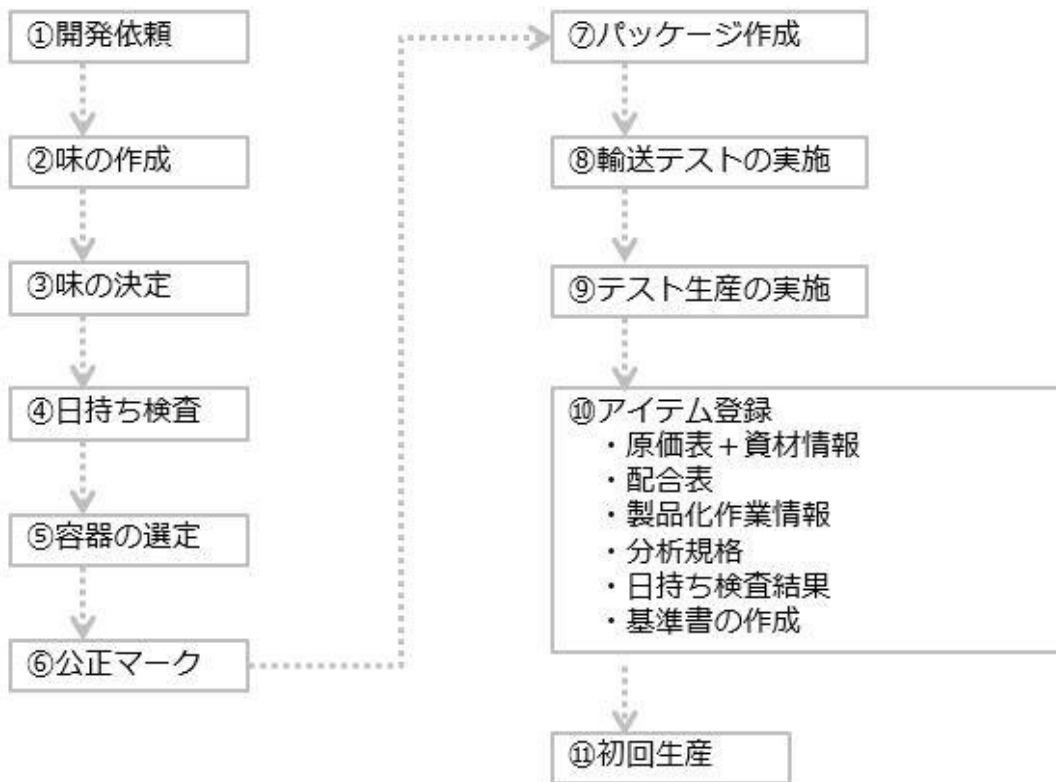 ①開発依頼
②味の作成
③味の決定
④日持ち検査
⑤容器の選定
⑥公正マーク
⑦パッケージ作成
⑧輸送テストの実施
⑨テスト生産の実施
⑩アイテム登録
・原価表+資材情報
・配合表
・製品化作業情報
・分析規格
・日持ち検査結果
・基準書の作成
⑪初回生産